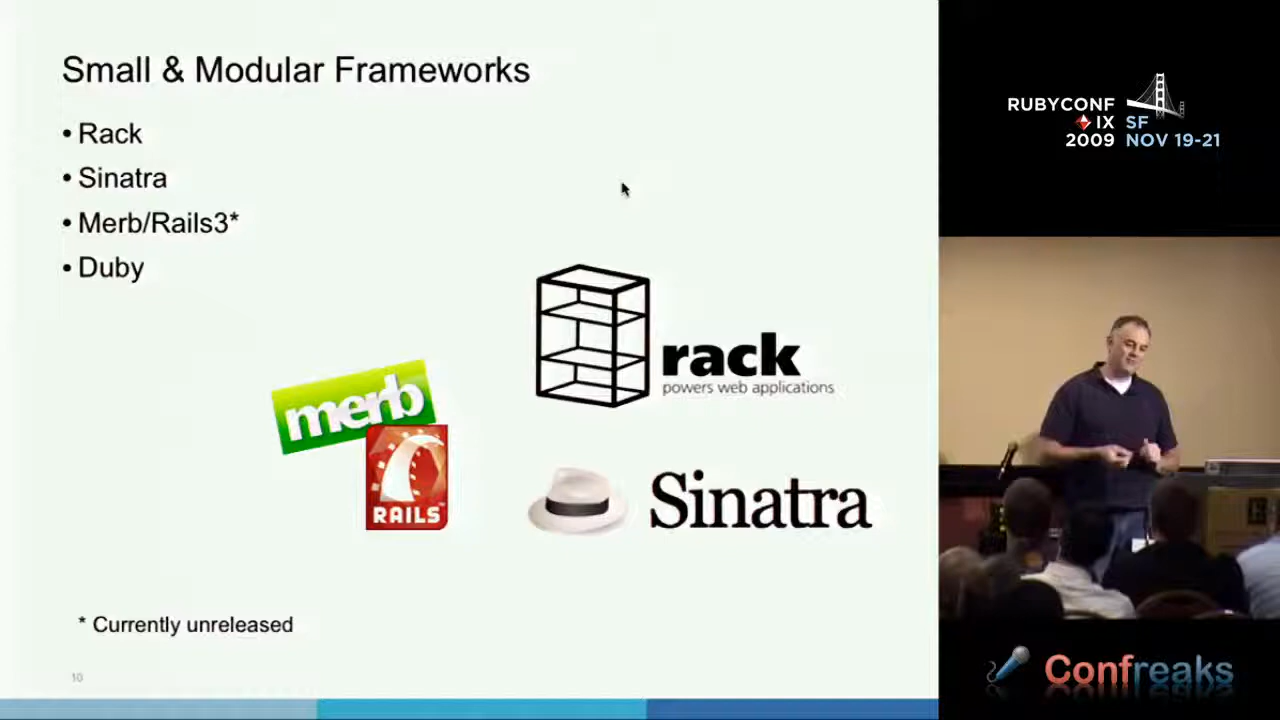 Small & Modular Frameworks
• Rack
• Sinatra
• Merb/Rails3*
• Duby
merb
RAILS
rack
powers web applications
Sinatra
* Currently unreleased
10
RUBYCONF
IX SF
2009 NOV 19-21
Confreaks